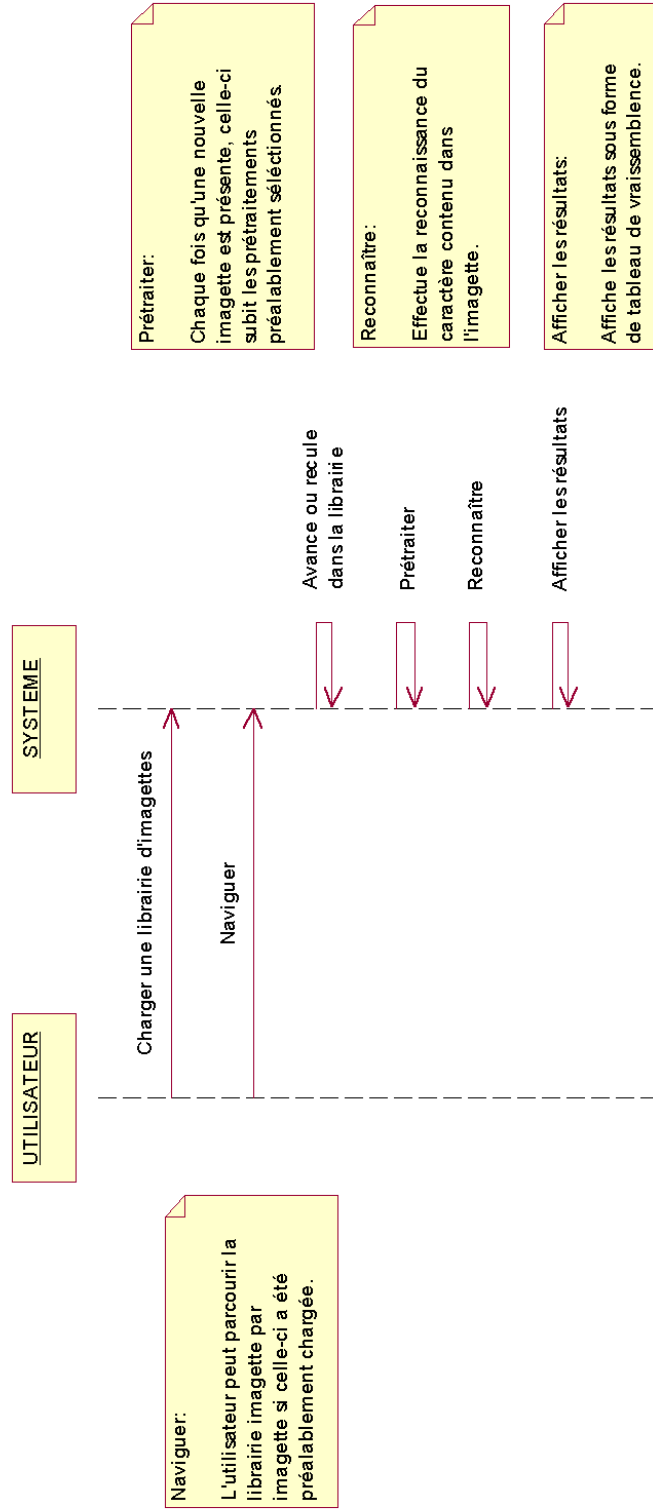 UTILISATEUR
SYSTEME
Naviguer:
L'utilisateur peut parcourir la
librairie imagette par
imagette si celle-ci a été
préalablement chargée.
Charger une librairie d'imagettes
Naviguer
Avance ou recule
dans la librairie
Prétraiter
Reconnaître
Afficher les résultats
Prétraiter:
Chaque fois qu'une nouvelle
imagette est présente, celle-ci
subit les prétraitements
préalablement séléctionnés.
Reconnaître:
Effectue la reconnaissance du
caractère contenu dans
l'imagette.
Afficher les résultats:
Affiche les résultats sous forme
de tableau de vraissemblence.